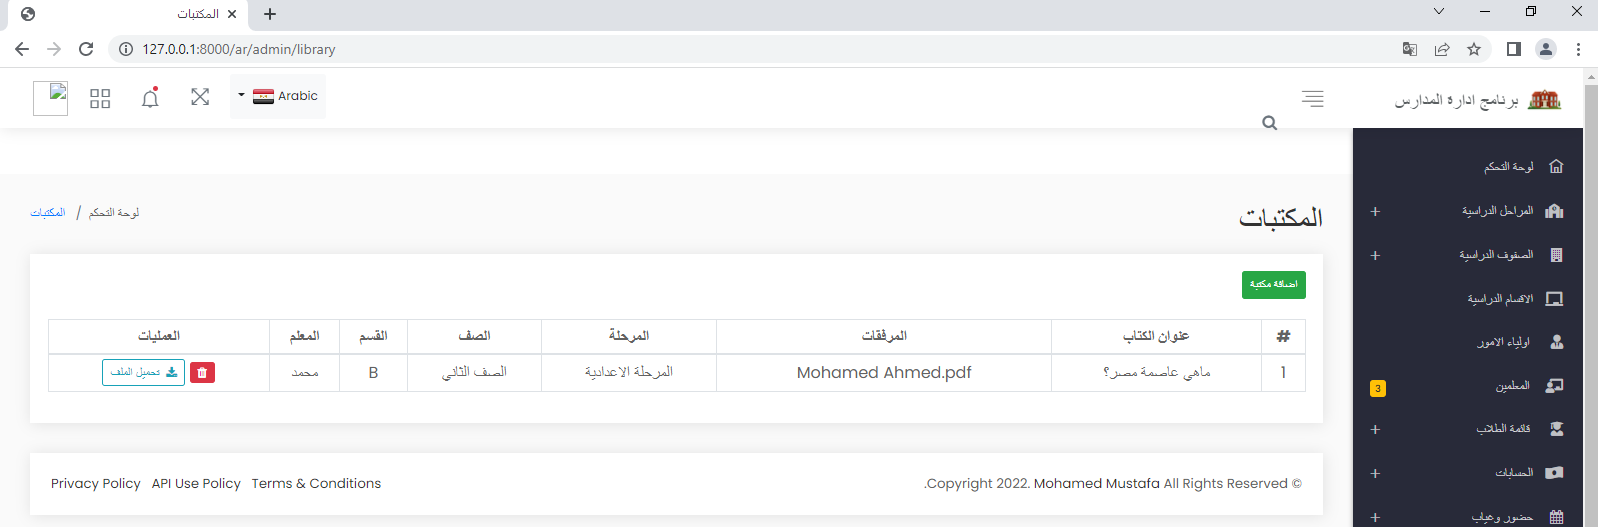 المكتبات
127.0.0.1:8000/ar/admin/library
برنامج ادارة المدارس
Arabic
لوحة التحكم
المراحل الدراسية
الصفوف الدراسية
الاقسام الدراسية
اولياء الامور
المعلمين 3
قائمة الطلاب
الحسابات
حضور وغياب
المكتبات
لوحة التحكم / المكتبات
اضافة مكتبة
# عنوان الكتاب المرفقات المرحلة الصف القسم المعلم العمليات
1 ماهي عاصمة مصر؟ Mohamed Ahmed.pdf المرحلة الاعدادية الصف الثاني B محمد تحميل الملف
.Copyright 2022. Mohamed Mustafa All Rights Reserved ©
Privacy Policy API Use Policy Terms & Conditions